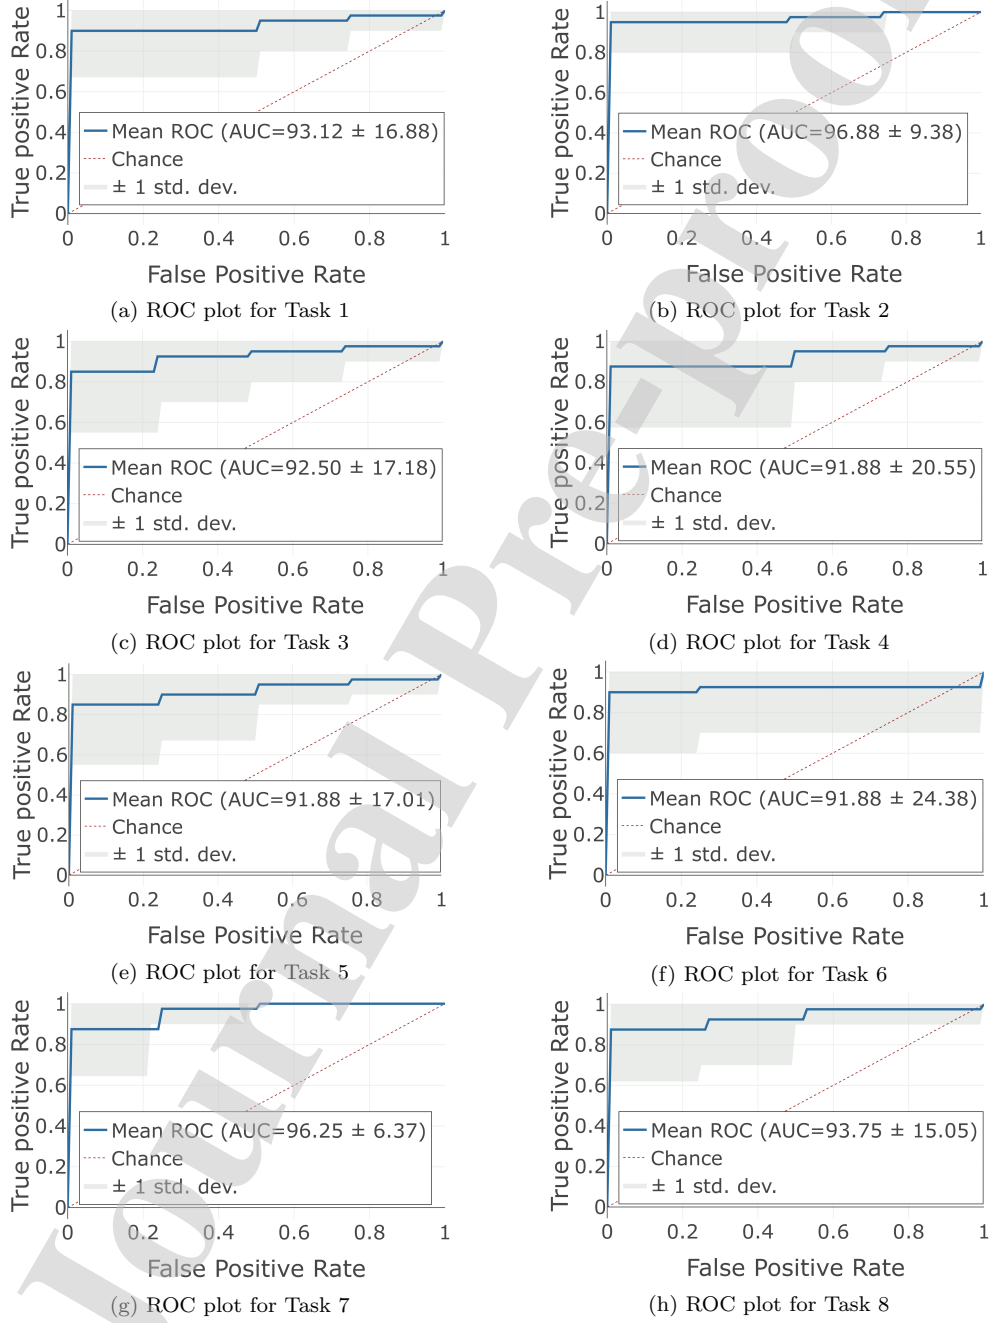 True positive Rate
1
0.8
0.6
0.4
0.2
0
Mean ROC (AUC=93.12 ± 16.88)
Chance
± 1 std. dev.
0 0.2 0.4 0.6 0.8 1
False Positive Rate
(a) ROC plot for Task 1
True positive Rate
1
0.8
0.6
0.4
0.2
0
Mean ROC (AUC=96.88 ± 9.38)
Chance
± 1 std. dev.
0 0.2 0.4 0.6 0.8 1
False Positive Rate
(b) ROC plot for Task 2
True positive Rate
1
0.8
0.6
0.4
0.2
0
Mean ROC (AUC=92.50 ± 17.18)
Chance
± 1 std. dev.
0 0.2 0.4 0.6 0.8 1
False Positive Rate
(c) ROC plot for Task 3
True positive Rate
1
0.8
0.6
0.4
0.2
0
Mean ROC (AUC=91.88 ± 20.55)
Chance
± 1 std. dev.
0 0.2 0.4 0.6 0.8 1
False Positive Rate
(d) ROC plot for Task 4
True positive Rate
1
0.8
0.6
0.4
0.2
0
Mean ROC (AUC=91.88 ± 17.01)
Chance
± 1 std. dev.
0 0.2 0.4 0.6 0.8 1
False Positive Rate
(e) ROC plot for Task 5
True positive Rate
1
0.8
0.6
0.4
0.2
0
Mean ROC (AUC=91.88 ± 24.38)
Chance
± 1 std. dev.
0 0.2 0.4 0.6 0.8 1
False Positive Rate
(f) ROC plot for Task 6
True positive Rate
1
0.8
0.6
0.4
0.2
0
Mean ROC (AUC=96.25 ± 6.37)
Chance
± 1 std. dev.
0 0.2 0.4 0.6 0.8 1
False Positive Rate
(g) ROC plot for Task 7
True positive Rate
1
0.8
0.6
0.4
0.2
0
Mean ROC (AUC=93.75 ± 15.05)
Chance
± 1 std. dev.
0 0.2 0.4 0.6 0.8 1
False Positive Rate
(h) ROC plot for Task 8
Journal Pre-proo